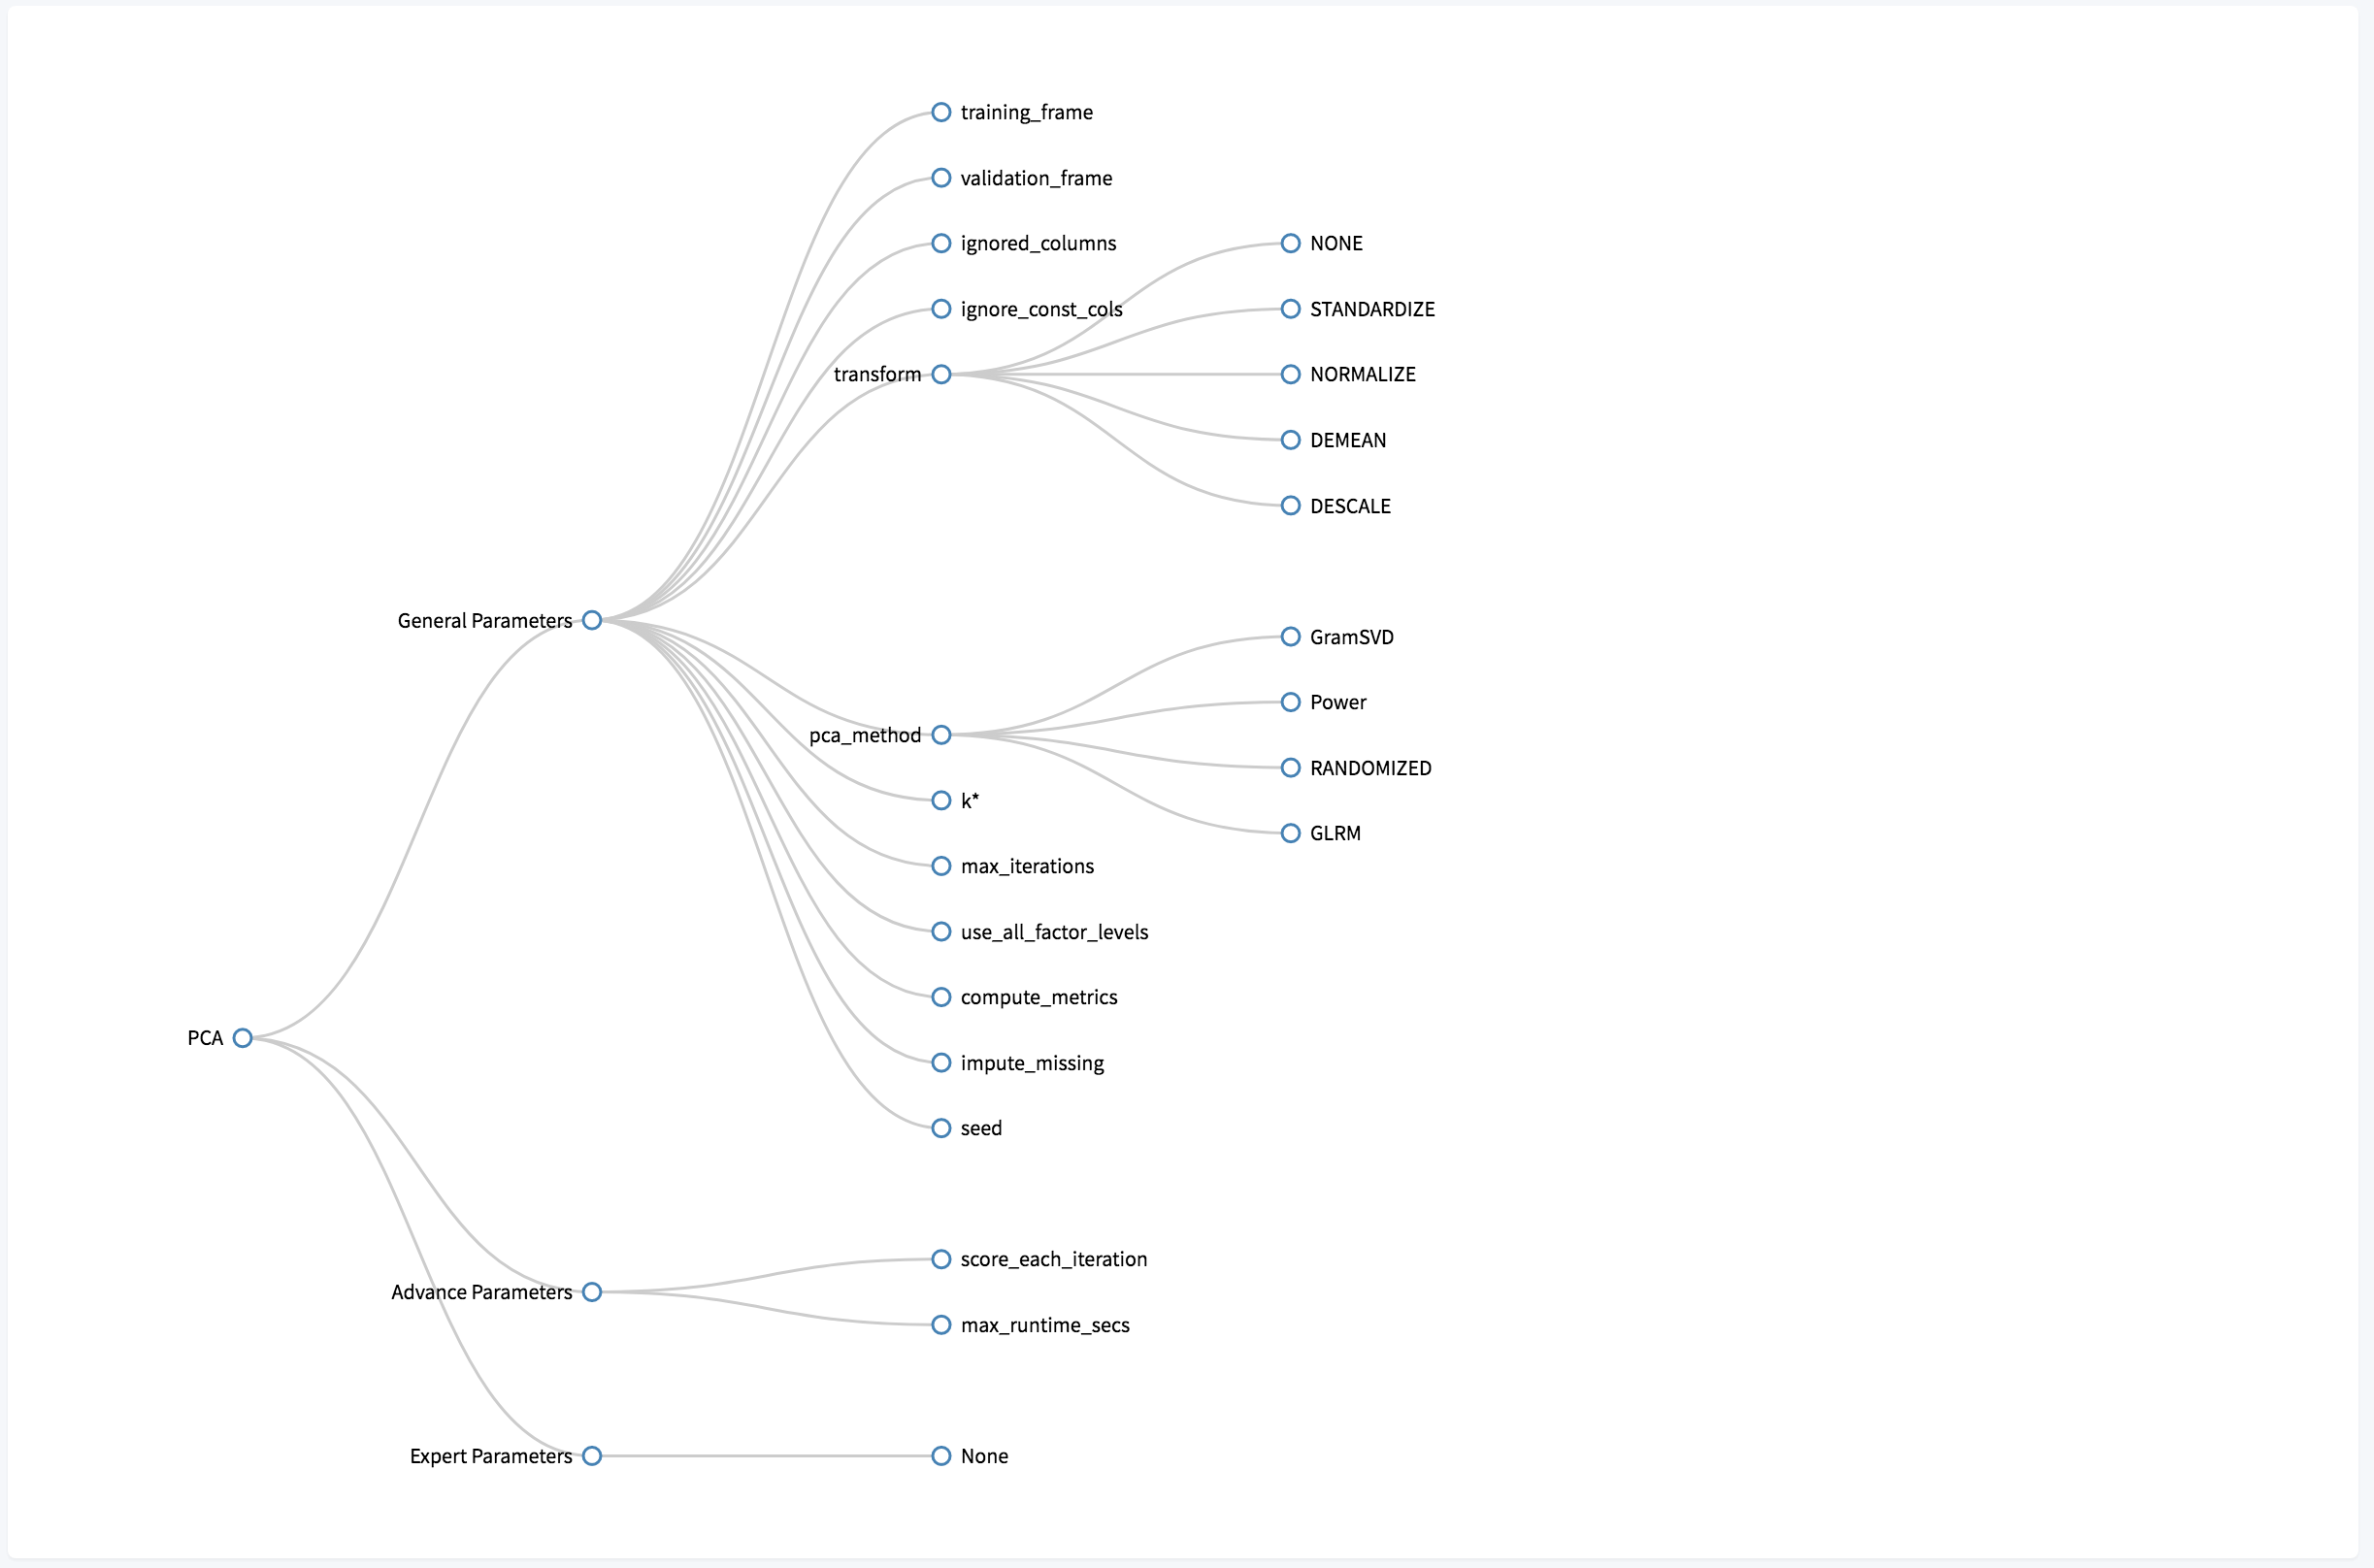 training_frame
validation_frame
ignored_columns
NONE
ignore_const_cols
STANDARDIZE
transform
NORMALIZE
DEMEAN
DESCALE
General Parameters
GramSVD
Power
pca_method
RANDOMIZED
k*
GLRM
max_iterations
use_all_factor_levels
compute_metrics
PCA
impute_missing
seed
score_each_iteration
Advance Parameters
max_runtime_secs
Expert Parameters
None